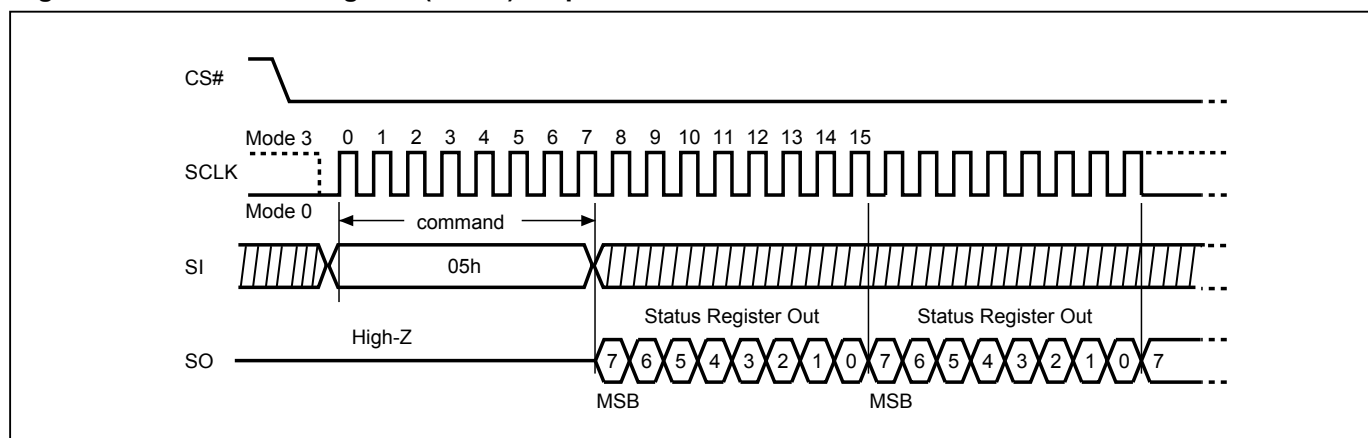 CS#
Mode 3 0 1 2 3 4 5 6 7 8 9 10 11 12 13 14 15
SCLK
Mode 0
command
SI 05h
Status Register Out Status Register Out
High-Z
SO 7 6 5 4 3 2 1 0 7 6 5 4 3 2 1 0 7
MSB MSB